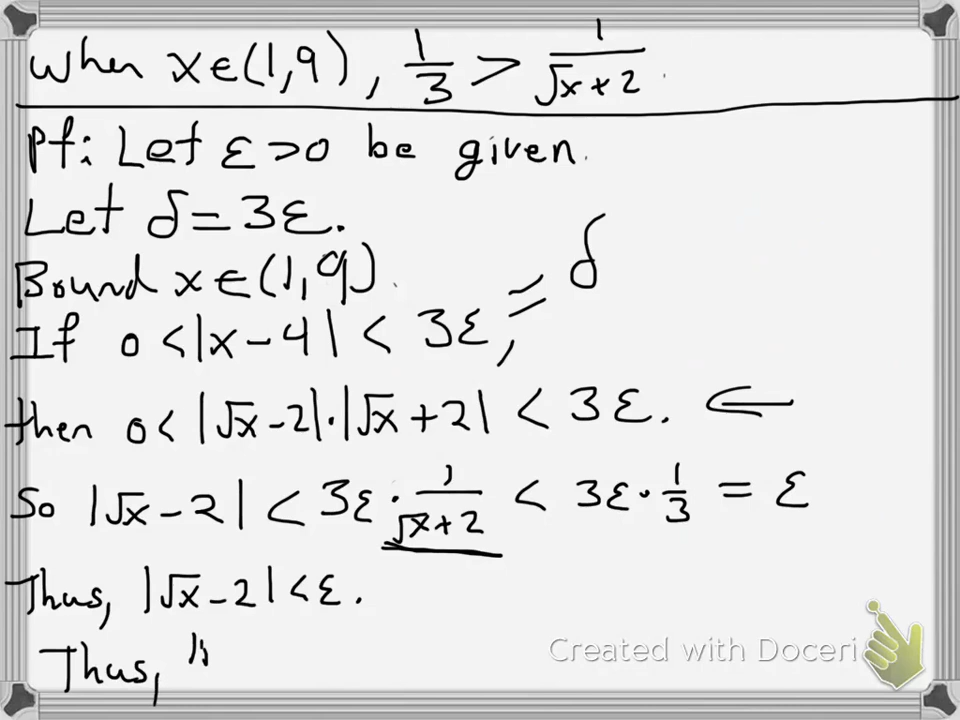 When x∈(1,9), 1/3 > 1/(√x+2)
Pf: Let ε>0 be given.
Let δ=3ε.
Bound x∈(1,9).
If 0<|x-4|<3ε, = δ
then 0<|√x-2|·|√x+2|<3ε. ⇐
So |√x-2|<3ε·1/(√x+2)<3ε·1/3=ε
Thus, |√x-2|<ε.
Thus,
Created with Doceri